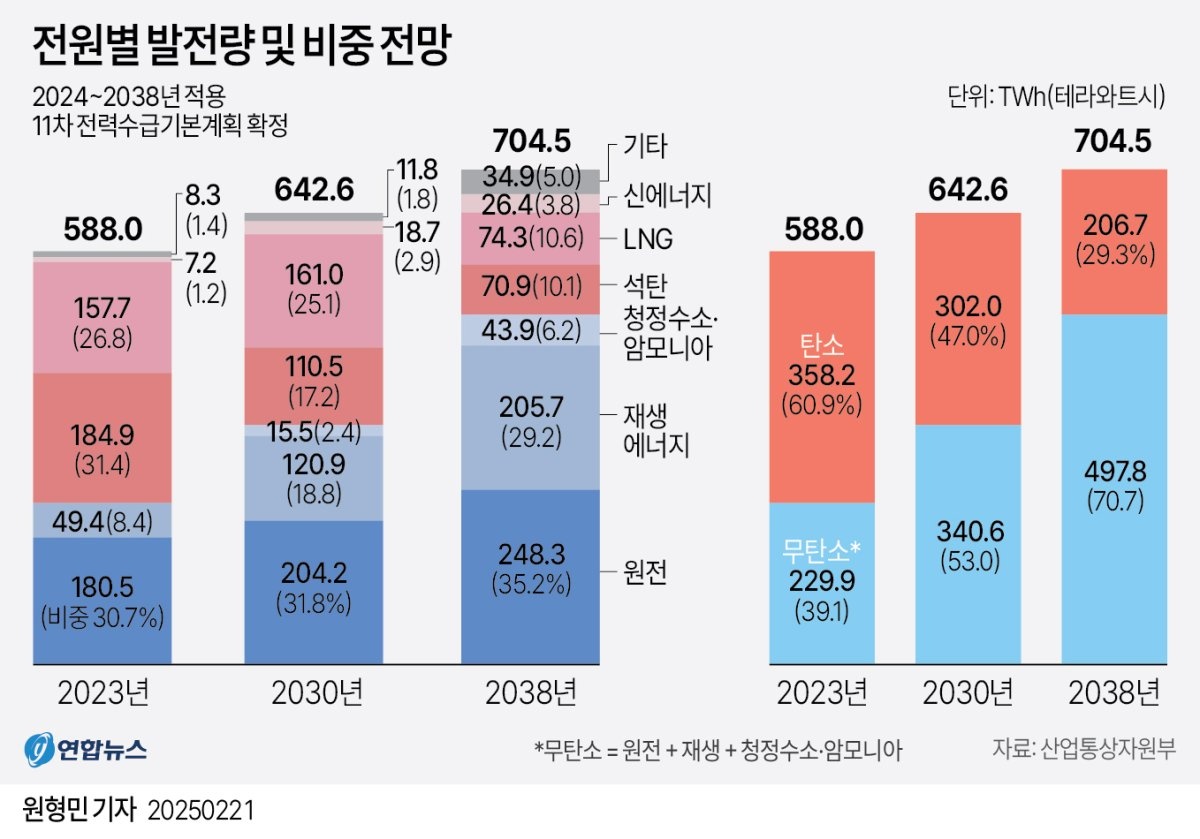 전원별 발전량 및 비중 전망
2024~2038년 적용
11차 전력수급기본계획 확정
단위: TWh(테라와트시)
588.0
8.3
(1.4)
7.2
(1.2)
157.7
(26.8)
184.9
(31.4)
49.4(8.4)
180.5
(비중 30.7%)
2023년
642.6
11.8
(1.8)
18.7
(2.9)
161.0
(25.1)
110.5
(17.2)
15.5(2.4)
120.9
(18.8)
204.2
(31.8%)
2030년
704.5
34.9(5.0)
26.4(3.8)
74.3(10.6)
70.9(10.1)
43.9(6.2)
205.7
(29.2)
248.3
(35.2%)
2038년
기타
신에너지
LNG
석탄
청정수소·
암모니아
재생
에너지
원전
588.0
탄소
358.2
(60.9%)
무탄소*
229.9
(39.1)
2023년
642.6
302.0
(47.0%)
340.6
(53.0)
2030년
704.5
206.7
(29.3%)
497.8
(70.7)
2038년
연합뉴스
*무탄소 = 원전 + 재생 + 청정수소·암모니아
자료: 산업통상자원부
원형민 기자 20250221